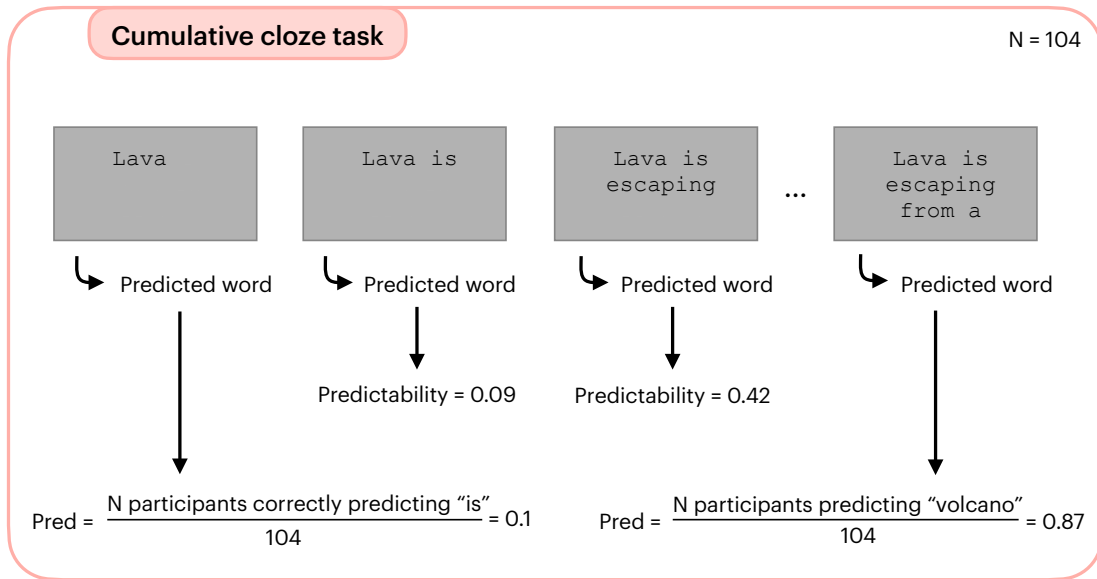 Cumulative cloze task
N = 104
Lava
Lava is
Lava is
escaping
...
Lava is
escaping
from a
Predicted word
Predicted word
Predicted word
Predicted word
Predictability = 0.09
Predictability = 0.42
Pred = N participants correctly predicting “is” = 0.1
104
Pred = N participants predicting “volcano” = 0.87
104